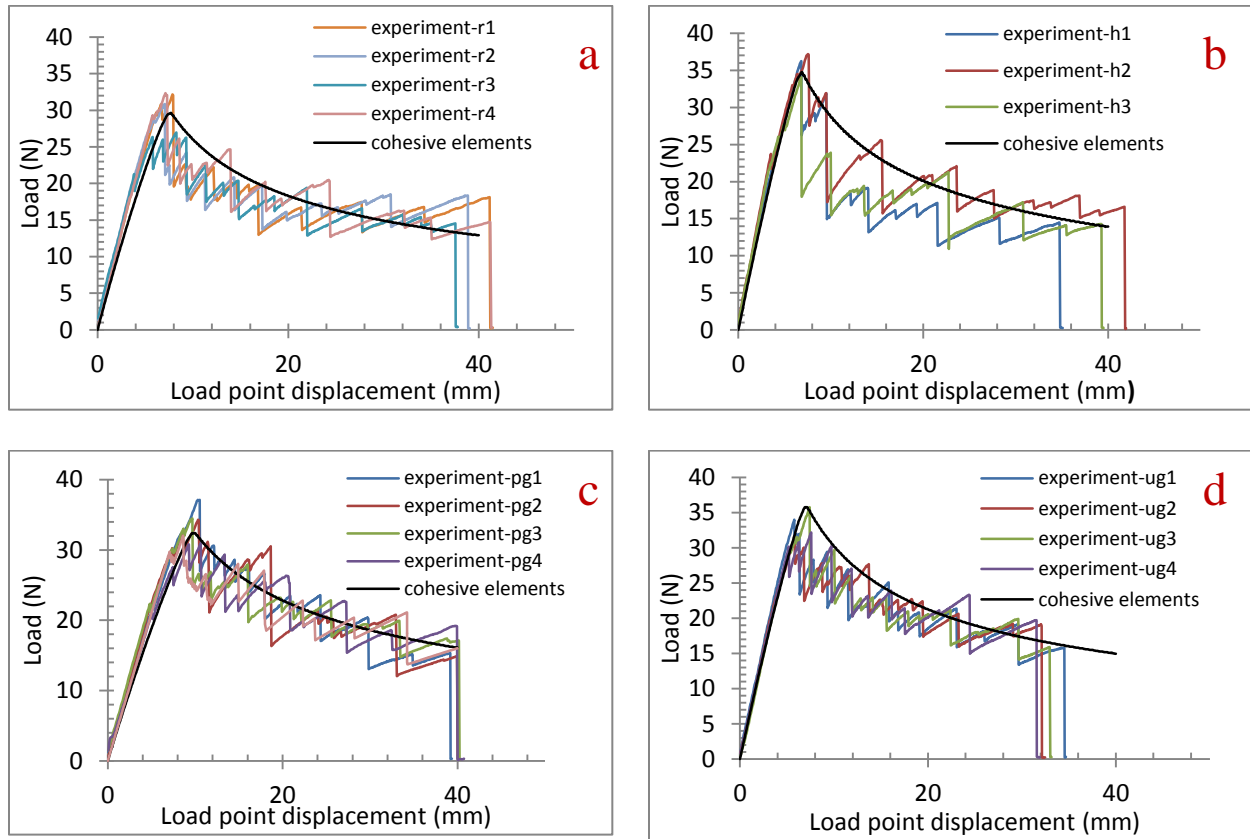 a
experiment-r1
experiment-r2
experiment-r3
experiment-r4
cohesive elements
Load (N)
40
35
30
25
20
15
10
5
0
0 20 40
Load point displacement (mm)
b
experiment-h1
experiment-h2
experiment-h3
cohesive elements
Load (N)
40
35
30
25
20
15
10
5
0
0 20 40
Load point displacement (mm)
c
experiment-pg1
experiment-pg2
experiment-pg3
experiment-pg4
cohesive elements
Load (N)
40
30
20
10
0
0 20 40
Load point displacement (mm)
d
experiment-ug1
experiment-ug2
experiment-ug3
experiment-ug4
cohesive elements
Load (N)
40
35
30
25
20
15
10
5
0
0 20 40
Load point displacement (mm)